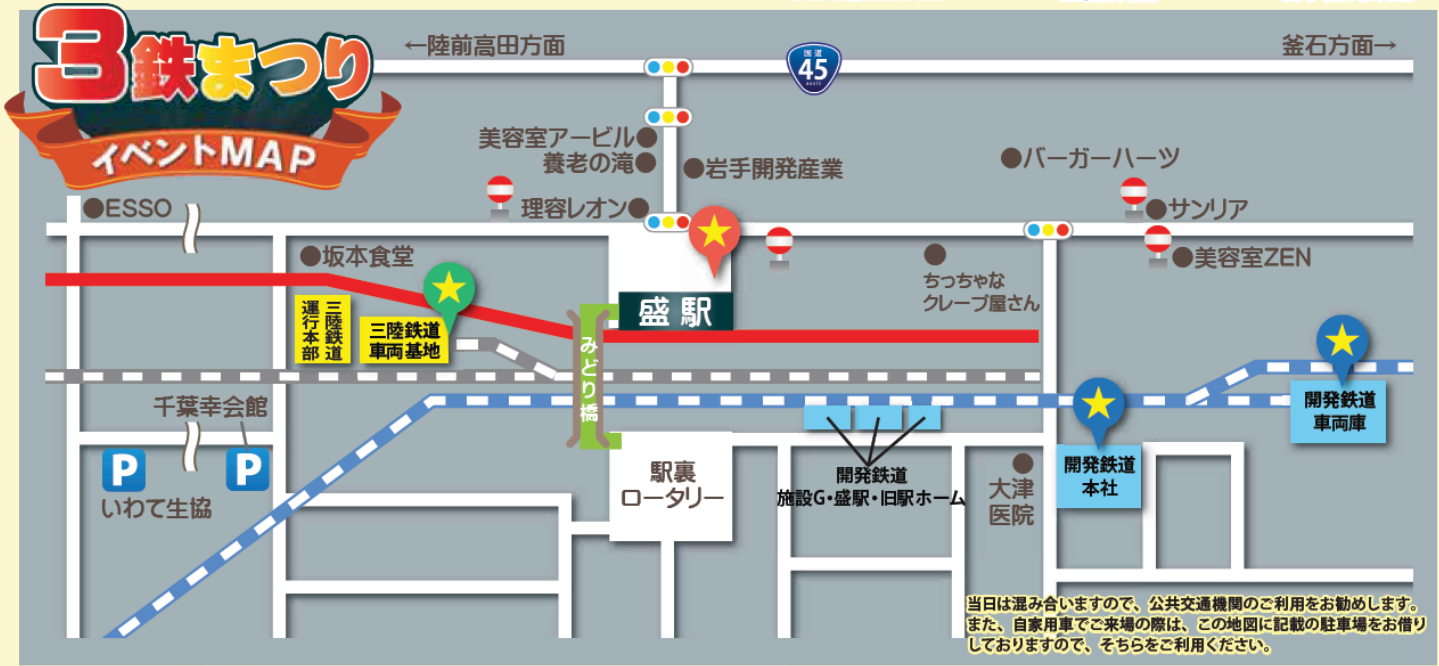 3鉄まつり
イベントMAP
←陸前高田方面
国道
45
ROUTE
釜石方面→
美容室アービル
養老の滝
岩手開発産業
バーガーハーツ
ESSO
理容レオン
サンリア
坂本食堂
美容室ZEN
ちっちゃな
クレープ屋さん
盛駅
三陸鉄道
運行本部
三陸鉄道
車両基地
みどり橋
千葉幸会館
開発鉄道
車両庫
P
P
いわて生協
駅裏
ロータリー
開発鉄道
施設G・盛駅・旧駅ホーム
大津
医院
開発鉄道
本社
当日は混み合いますので、公共交通機関のご利用をお勧めします。
また、自家用車でご来場の際は、この地図に記載の駐車場をお借り
しておりますので、そちらをご利用ください。